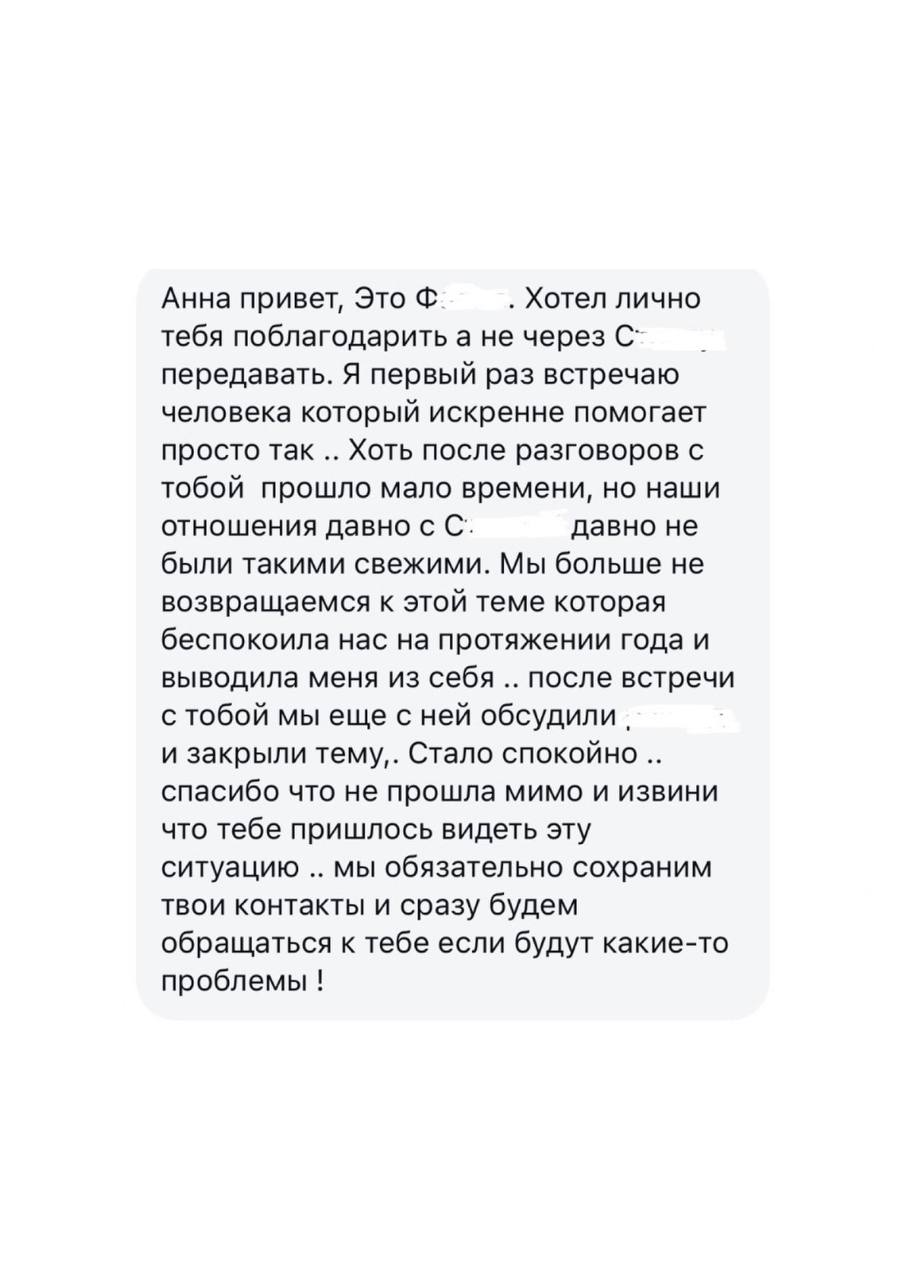 Анна привет, Это Ф. Хотел лично
тебя поблагодарить а не через С
передавать. Я первый раз встречаю
человека который искренне помогает
просто так .. Хоть после разговоров с
тобой  прошло мало времени, но наши
отношения давно с С давно не
были такими свежими. Мы больше не
возвращаемся к этой теме которая
беспокоила нас на протяжении года и
выводила меня из себя .. после встречи
с тобой мы еще с ней обсудили
и закрыли тему,. Стало спокойно ..
спасибо что не прошла мимо и извини
что тебе пришлось видеть эту
ситуацию .. мы обязательно сохраним
твои контакты и сразу будем
обращаться к тебе если будут какие-то
проблемы !